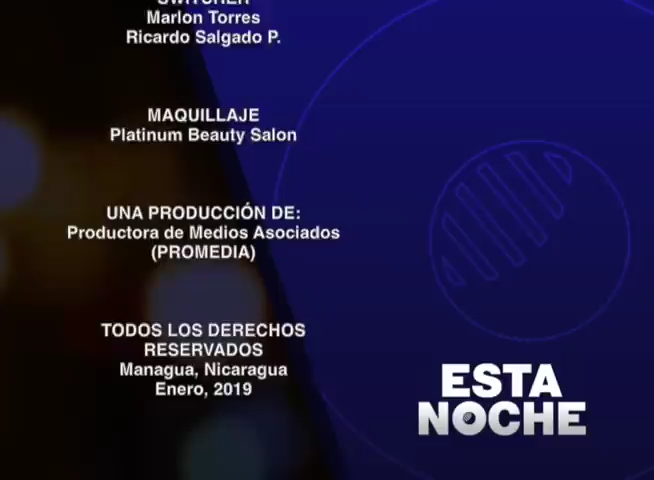 SWITCHER
Marlon Torres
Ricardo Salgado P.
MAQUILLAJE
Platinum Beauty Salon
UNA PRODUCCIÓN DE:
Productora de Medios Asociados
(PROMEDIA)
TODOS LOS DERECHOS
RESERVADOS
Managua, Nicaragua
Enero, 2019
ESTA
NOCHE